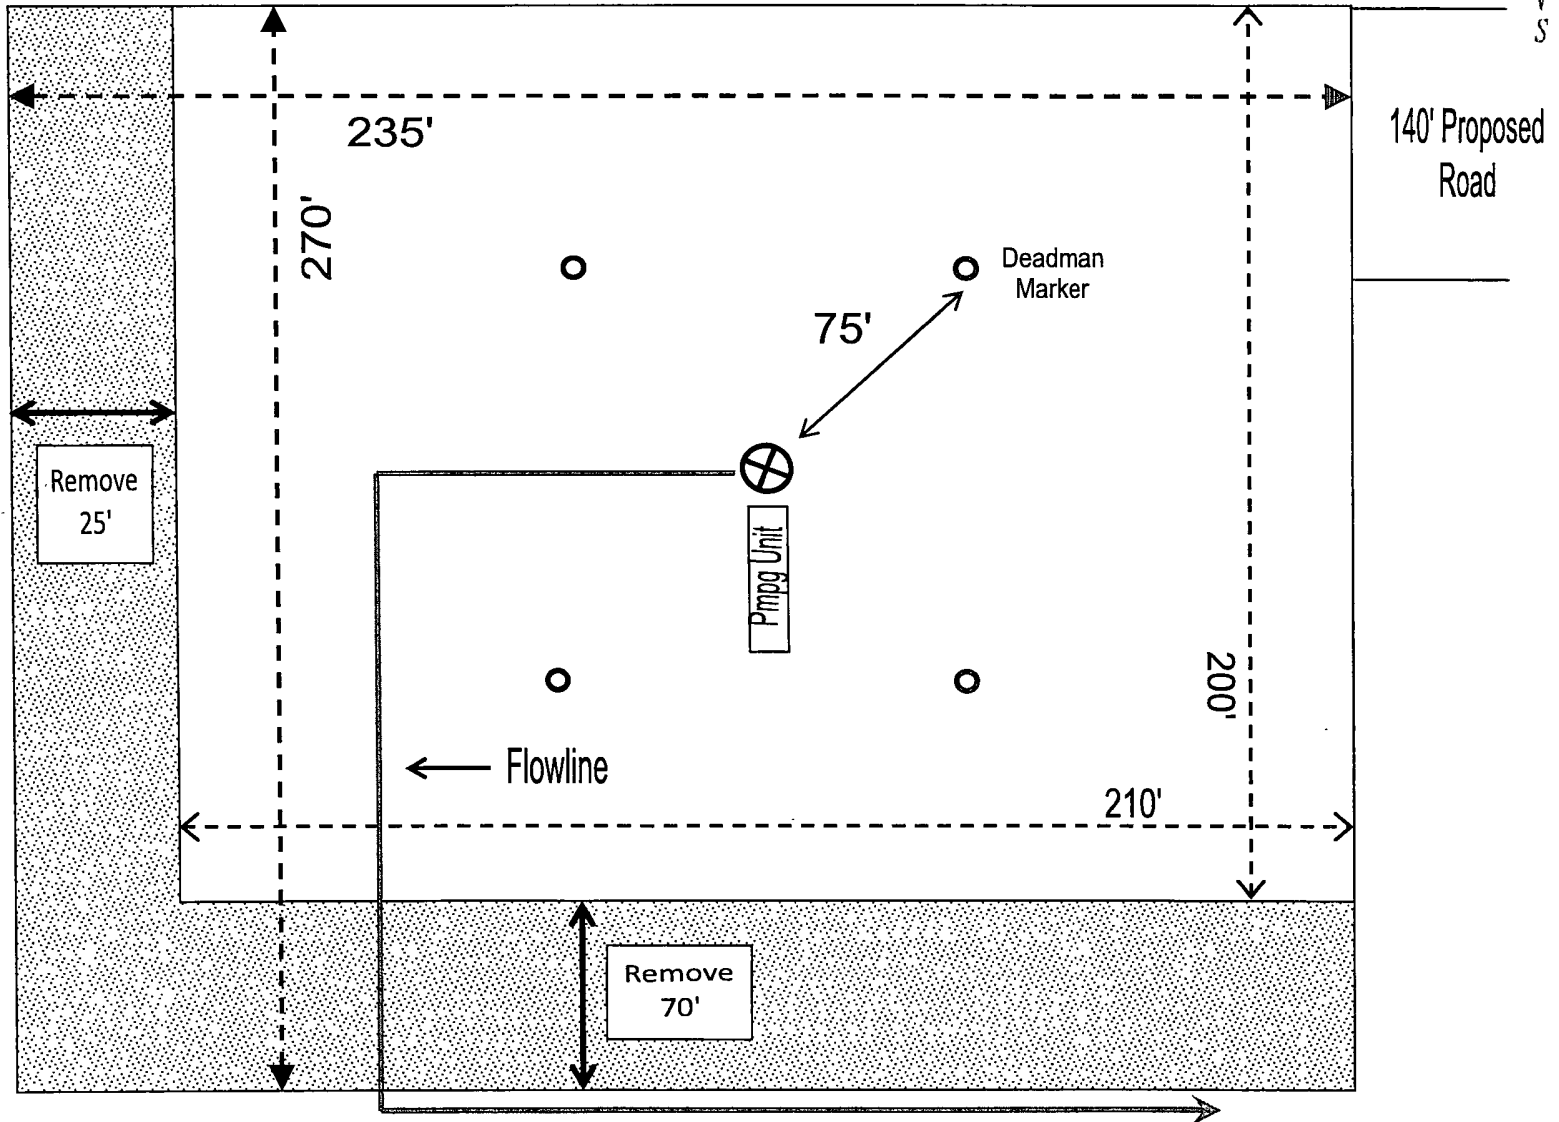 S
235'
140' Proposed
Road
270'
Deadman
Marker
75'
Remove
25'
Pmpg Unit
200'
Flowline
210'
Remove
70'